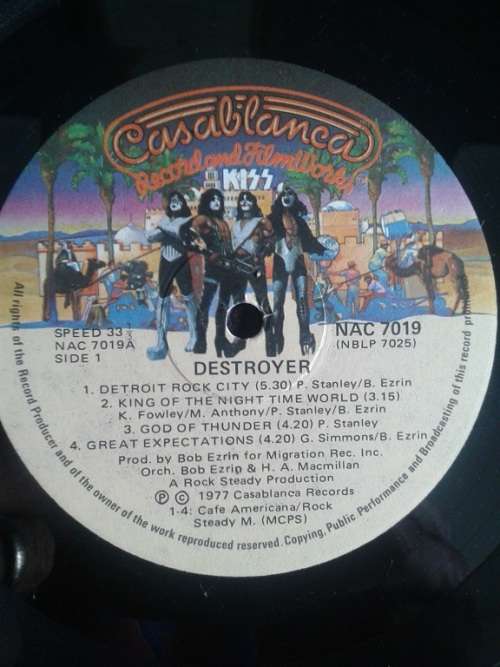 Casablanca
Record and FilmWorks
KISS
SPEED 33⅓
NAC 7019A
SIDE 1
NAC 7019
(NBLP 7025)
DESTROYER
1. DETROIT ROCK CITY (5.30) P. Stanley/B. Ezrin
2. KING OF THE NIGHT TIME WORLD (3.15)
K. Fowley/M. Anthony/P. Stanley/B. Ezrin
3. GOD OF THUNDER (4.20) P. Stanley
4. GREAT EXPECTATIONS (4.20) G. Simmons/B. Ezrin
Prod. by Bob Ezrin for Migration Rec. Inc.
Orch. Bob Ezrin & H. A. Macmillan
A Rock Steady Production
℗ © 1977 Casablanca Records
1-4: Cafe Americana/Rock
Steady M. (MCPS)
All rights of the Record Producer and of the owner of the work reproduced reserved. Copying, Public Performance and Broadcasting of this record prohibited